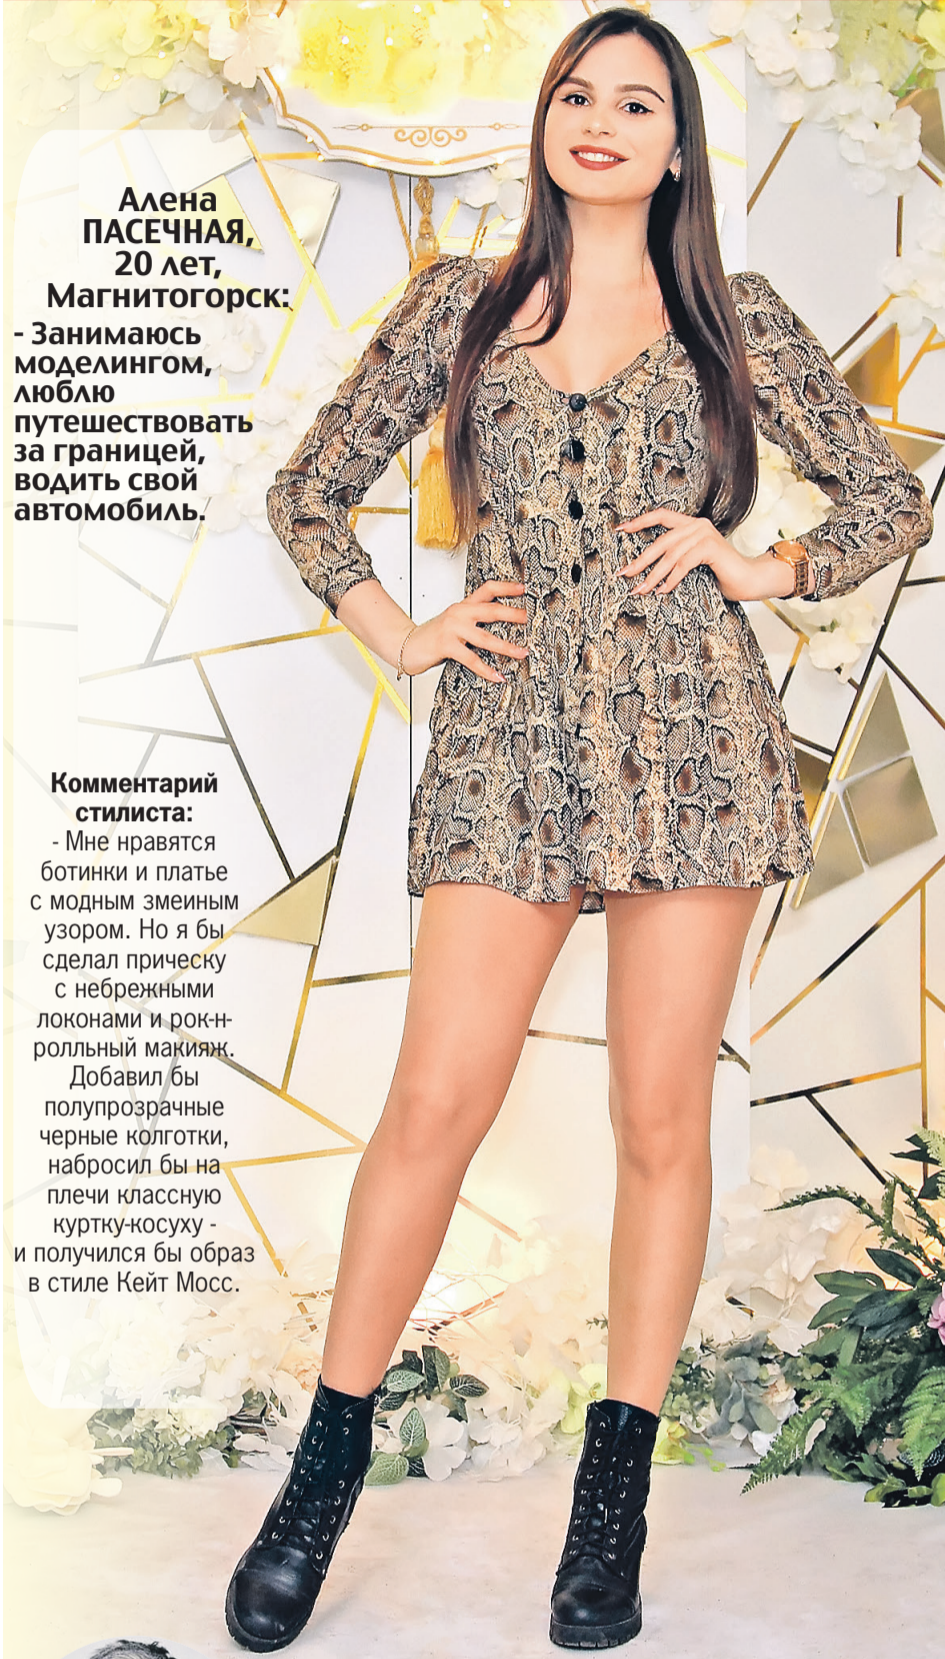 Алена
ПАСЕЧНАЯ,
20 лет,
Магнитогорск:
- Занимаюсь
моделингом,
люблю
путешествовать
за границей,
водить свой
автомобиль.
Комментарий
стилиста:
- Мне нравятся
ботинки и платье
с модным змеиным
узором. Но я бы
сделал прическу
с небрежными
локонами и рок-н-
ролльный макияж.
Добавил бы
полупрозрачные
черные колготки,
набросил бы на
плечи классную
куртку-косуху -
и получился бы образ
в стиле Кейт Мосс.